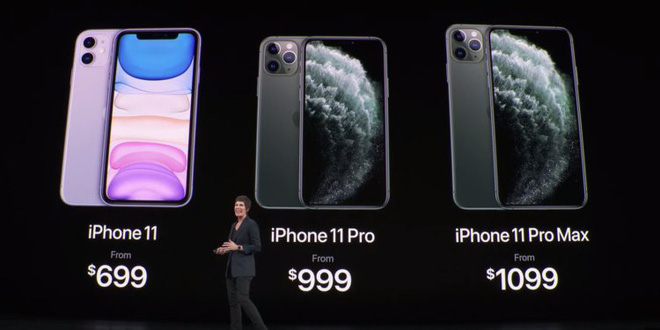 iPhone 11
From
$699
iPhone 11 Pro
From
$999
iPhone 11 Pro Max
From
$1099